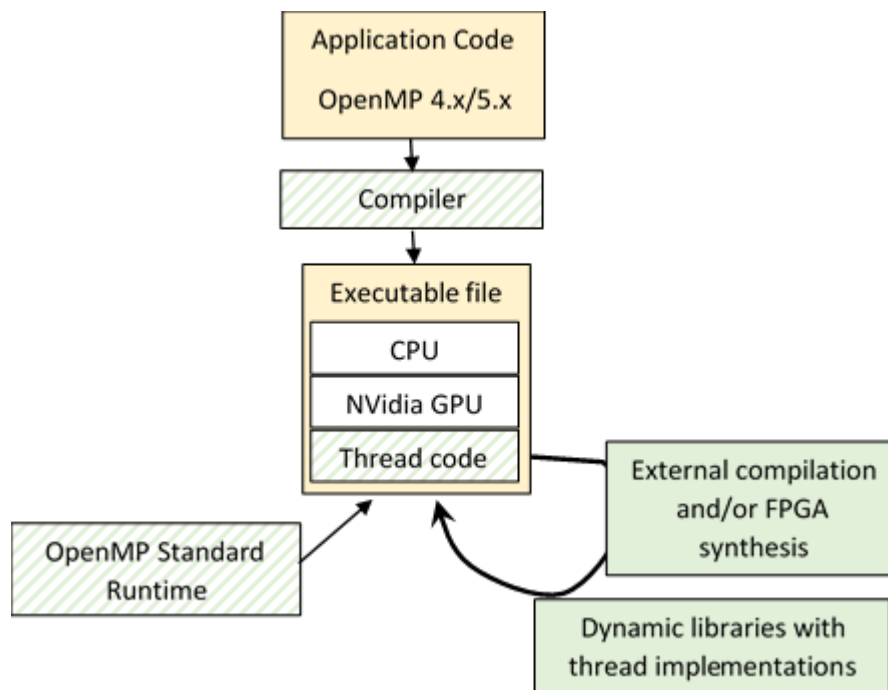 Application Code
OpenMP 4.x/5.x
Compiler
Executable file
CPU
NVidia GPU
Thread code
External compilation
and/or FPGA
synthesis
OpenMP Standard
Runtime
Dynamic libraries with
thread implementations